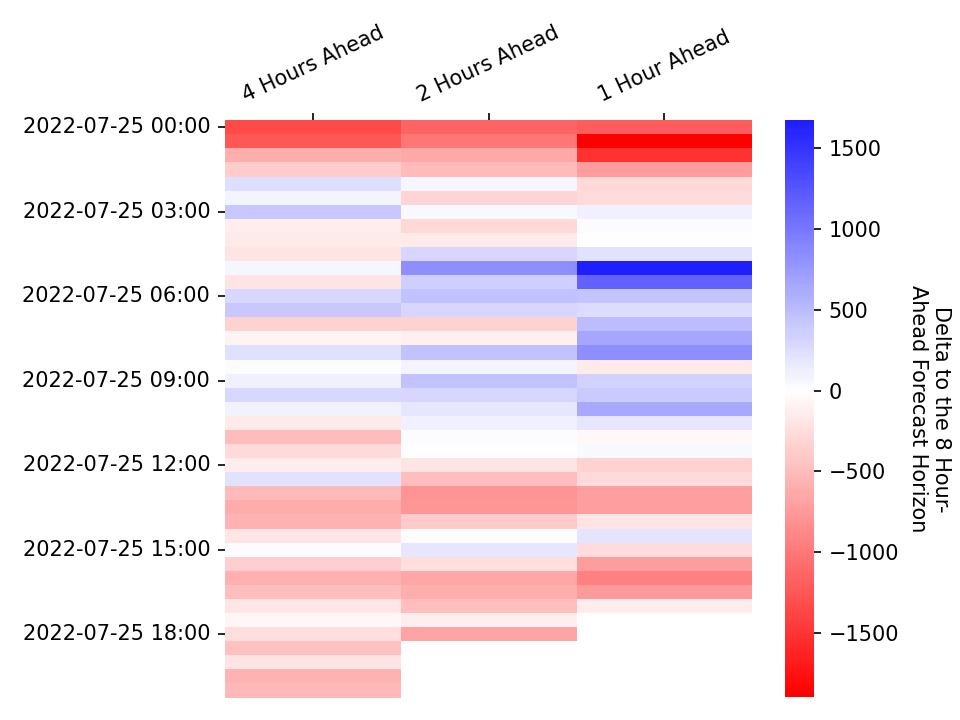 4 Hours Ahead
2 Hours Ahead
1 Hour Ahead
2022-07-25 00:00
2022-07-25 03:00
2022-07-25 06:00
2022-07-25 09:00
2022-07-25 12:00
2022-07-25 15:00
2022-07-25 18:00
1500
1000
500
0
−500
−1000
−1500
Delta to the 8 Hour-
Ahead Forecast Horizon